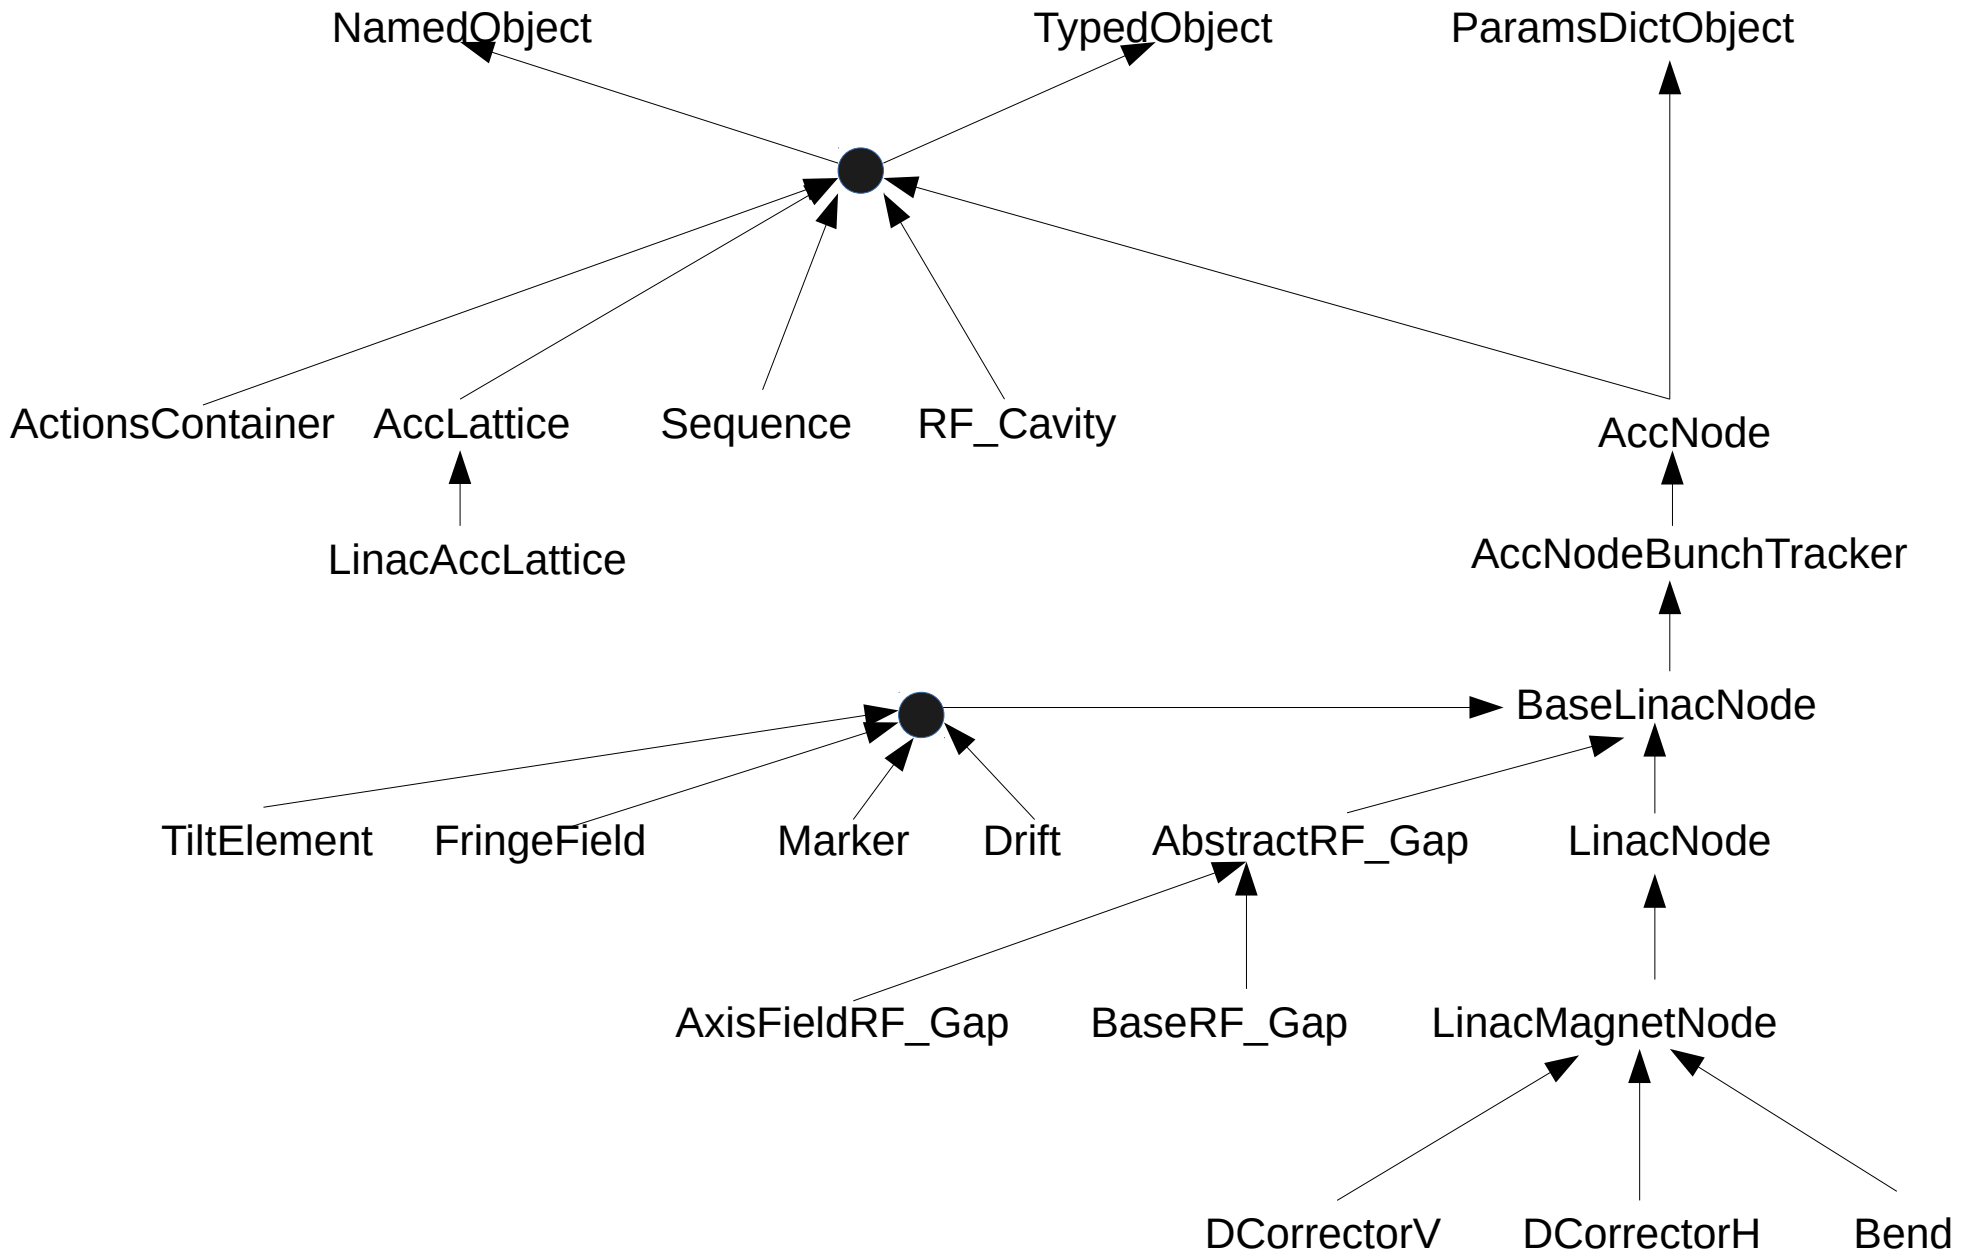 NamedObject
TypedObject
ParamsDictObject
ActionsContainer
AccLattice
Sequence
RF_Cavity
AccNode
LinacAccLattice
AccNodeBunchTracker
BaseLinacNode
TiltElement
FringeField
Marker
Drift
AbstractRF_Gap
LinacNode
AxisFieldRF_Gap
BaseRF_Gap
LinacMagnetNode
DCorrectorV
DCorrectorH
Bend